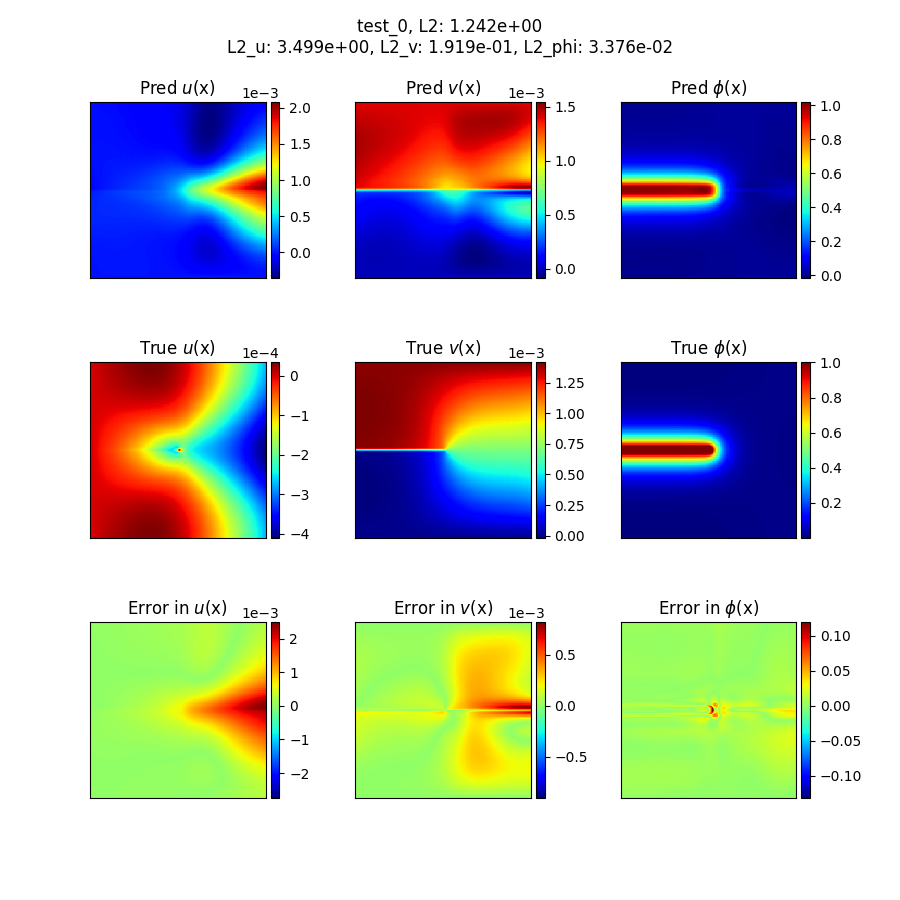 test_0, L2: 1.242e+00
L2_u: 3.499e+00, L2_v: 1.919e-01, L2_phi: 3.376e-02
Pred u(x)
1e−3
2.0
1.5
1.0
0.5
0.0
Pred v(x)
1e−3
1.5
1.0
0.5
0.0
Pred ϕ(x)
1.0
0.8
0.6
0.4
0.2
0.0
True u(x)
1e−4
0
−1
−2
−3
−4
True v(x)
1e−3
1.25
1.00
0.75
0.50
0.25
0.00
True ϕ(x)
1.0
0.8
0.6
0.4
0.2
Error in u(x)
1e−3
2
1
0
−1
−2
Error in v(x)
1e−3
0.5
0.0
−0.5
Error in ϕ(x)
0.10
0.05
0.00
−0.05
−0.10